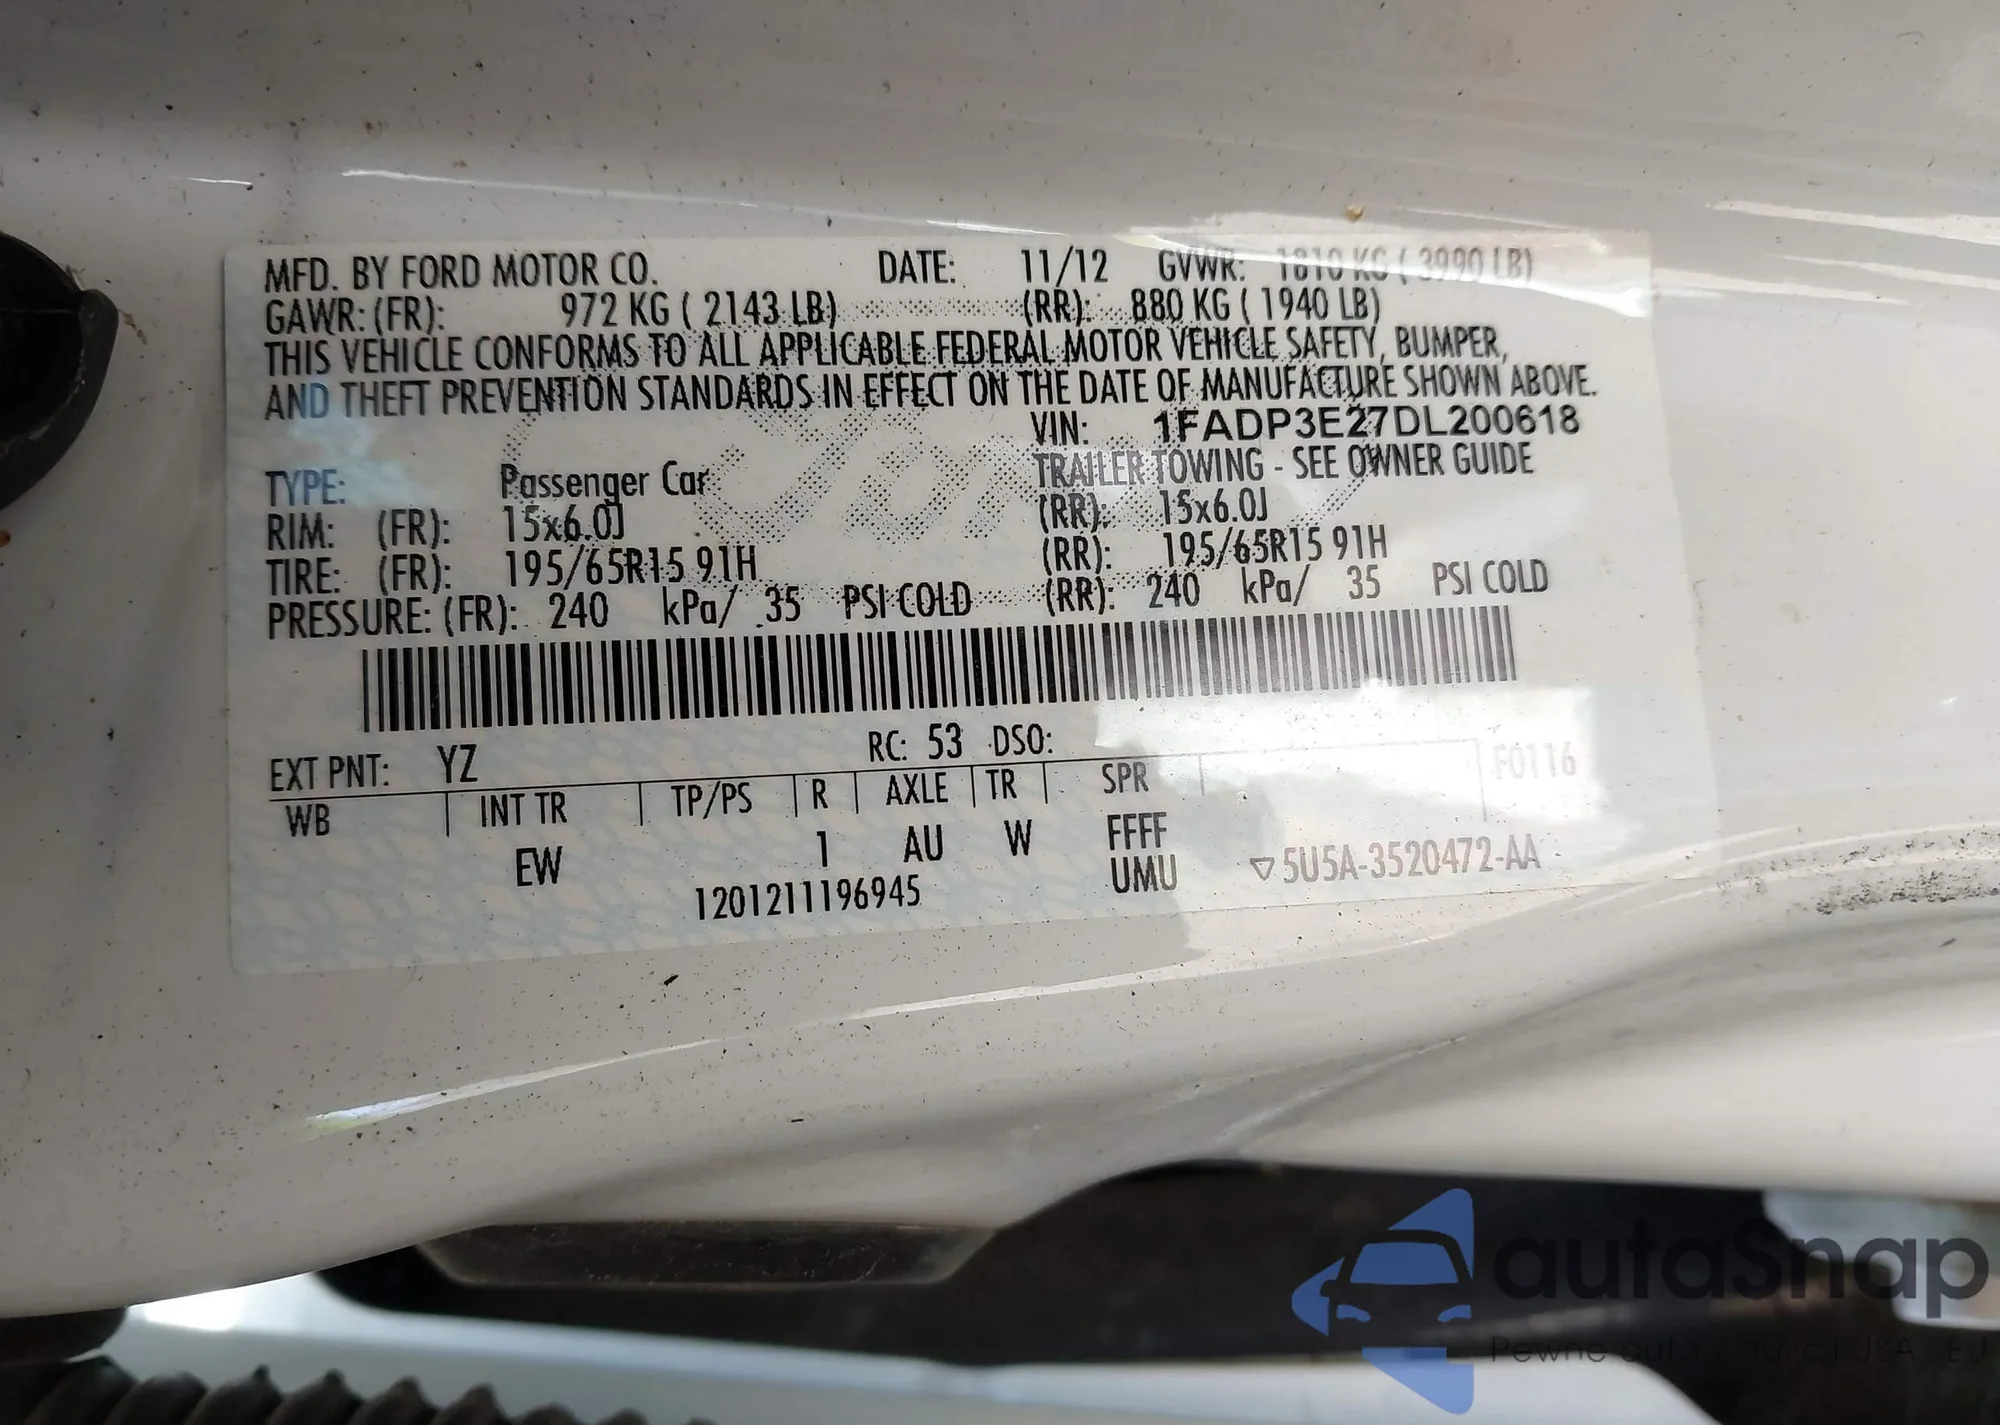 MFD. BY FORD MOTOR CO. DATE: 11/12 GVWR: 1810 KG ( 3990 LB)
GAWR: (FR): 972 KG ( 2143 LB) (RR): 880 KG ( 1940 LB)
THIS VEHICLE CONFORMS TO ALL APPLICABLE FEDERAL MOTOR VEHICLE SAFETY, BUMPER,
AND THEFT PREVENTION STANDARDS IN EFFECT ON THE DATE OF MANUFACTURE SHOWN ABOVE.
VIN: 1FADP3E27DL200618
TYPE: Passenger Car TRAILER TOWING - SEE OWNER GUIDE
RIM: (FR): 15x6.0J (RR): 15x6.0J
TIRE: (FR): 195/65R15 91H (RR): 195/65R15 91H
PRESSURE: (FR): 240 kPa/ 35 PSI COLD (RR): 240 kPa/ 35 PSI COLD
EXT PNT: YZ RC: 53 DSO:
F0116
WB INT TR TP/PS R AXLE TR SPR
EW 1 AU W FFFF
UMU ▽5U5A-3520472-AA
1201211196945
autaSnap
Pewne auta z USA i EU